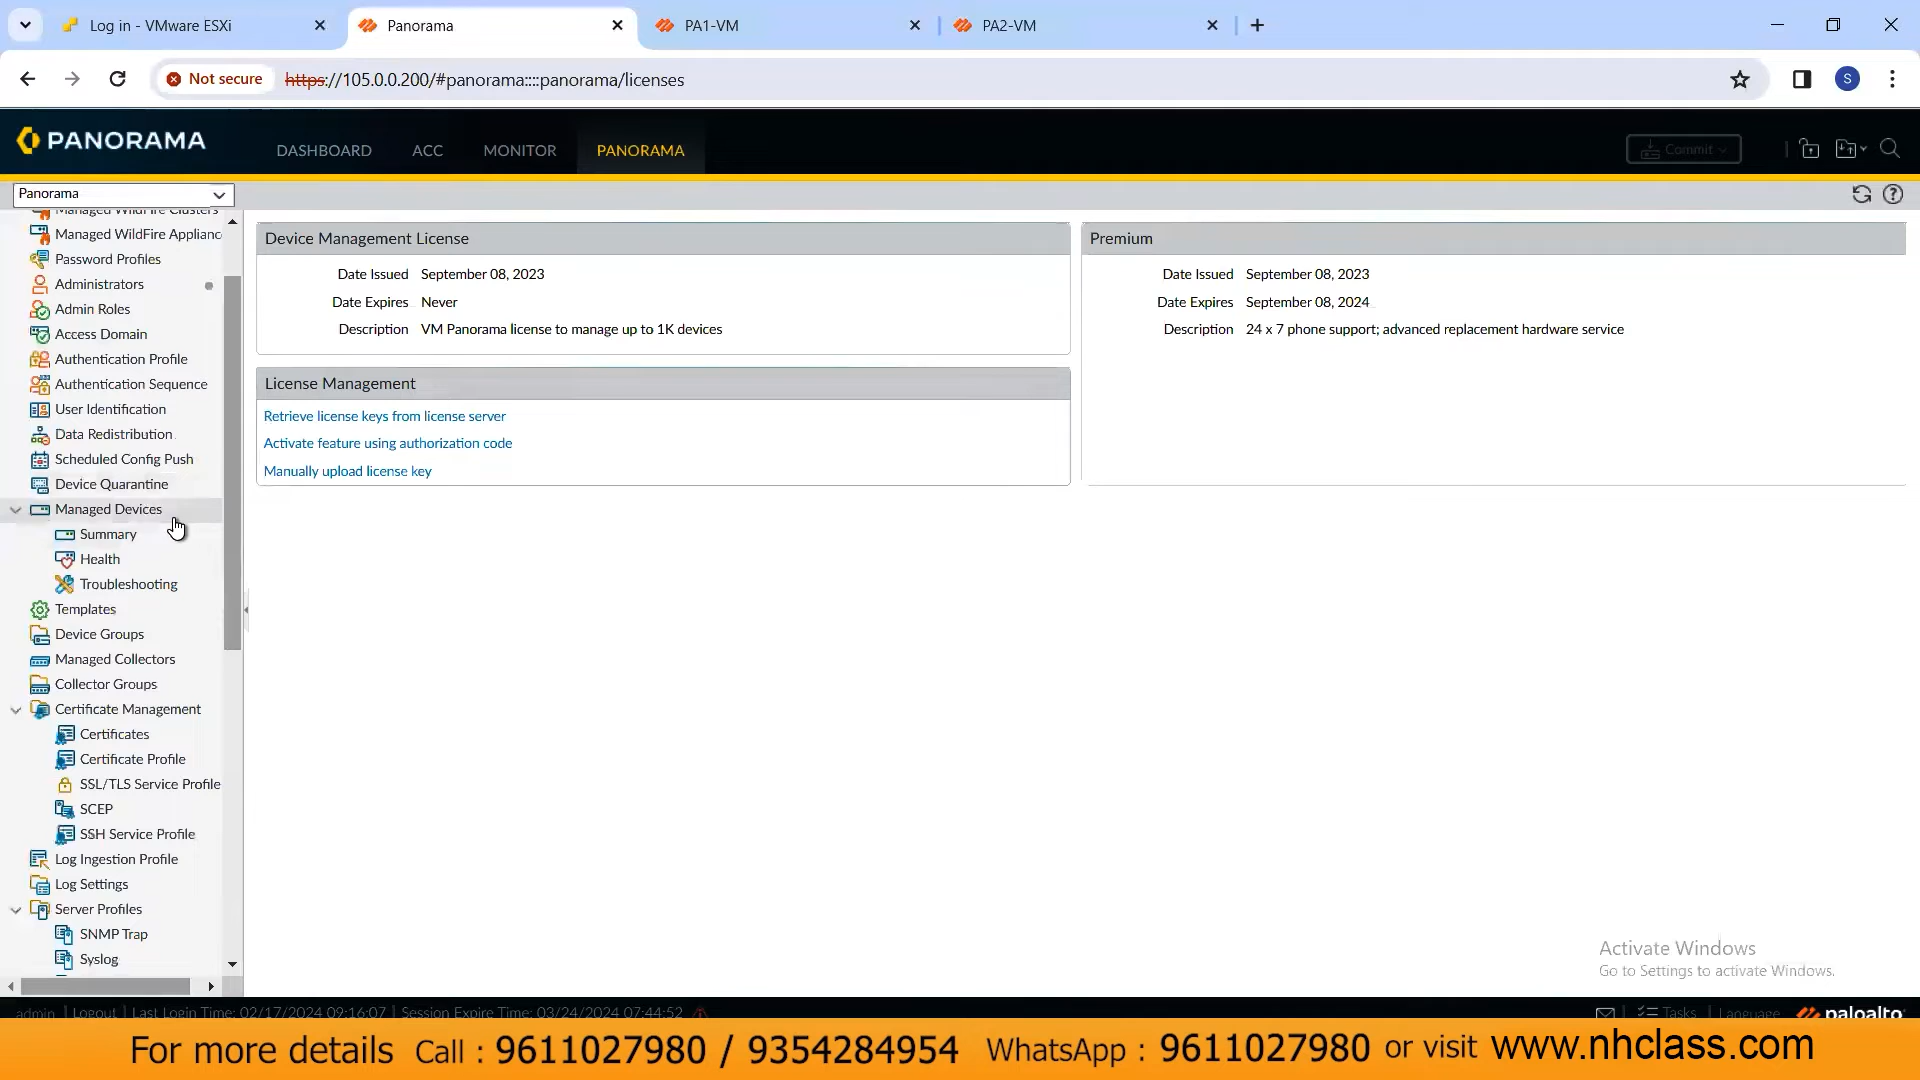 Log in - VMware ESXi
Panorama
PA1-VM
PA2-VM
Not secure
https://105.0.0.200/#panorama::::panorama/licenses
S
PANORAMA
DASHBOARD
ACC
MONITOR
PANORAMA
Commit
Panorama
Managed WildFire Clusters
Managed WildFire Applianc
Password Profiles
Administrators
Admin Roles
Access Domain
Authentication Profile
Authentication Sequence
User Identification
Data Redistribution
Scheduled Config Push
Device Quarantine
Managed Devices
Summary
Health
Troubleshooting
Templates
Device Groups
Managed Collectors
Collector Groups
Certificate Management
Certificates
Certificate Profile
SSL/TLS Service Profile
SCEP
SSH Service Profile
Log Ingestion Profile
Log Settings
Server Profiles
SNMP Trap
Syslog
Device Management License
Date Issued September 08, 2023
Date Expires Never
Description VM Panorama license to manage up to 1K devices
License Management
Retrieve license keys from license server
Activate feature using authorization code
Manually upload license key
Premium
Date Issued September 08, 2023
Date Expires September 08, 2024
Description 24 x 7 phone support; advanced replacement hardware service
Activate Windows
Go to Settings to activate Windows.
admin | Logout | Last Login Time: 02/17/2024 09:16:07 | Session Expire Time: 03/24/2024 07:44:52
Tasks | Language
paloalto
For more details Call : 9611027980 / 9354284954 WhatsApp : 9611027980 or visit www.nhclass.com